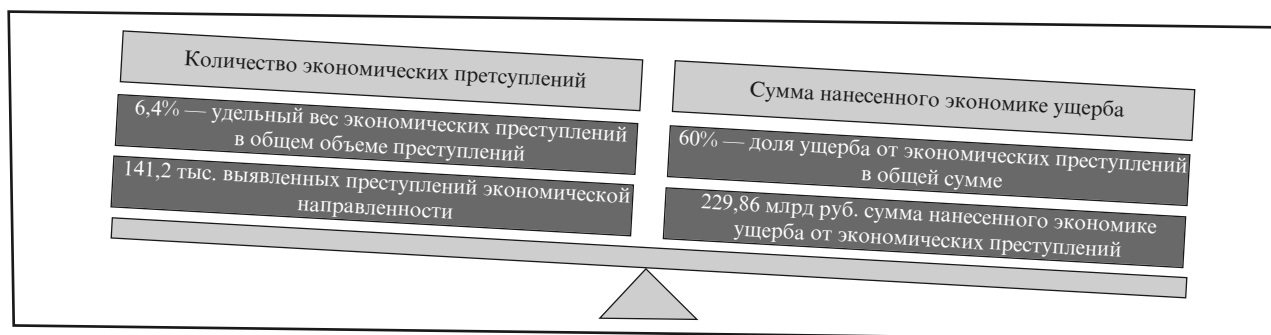 Количество экономических претсуплений
6,4% — удельный вес экономических преступлений
в общем объеме преступлений
141,2 тыс. выявленных преступлений экономической
направленности
Сумма нанесенного экономике ущерба
60% — доля ущерба от экономических преступлений
в общей сумме
229,86 млрд руб. сумма нанесенного экономике
ущерба от экономических преступлений